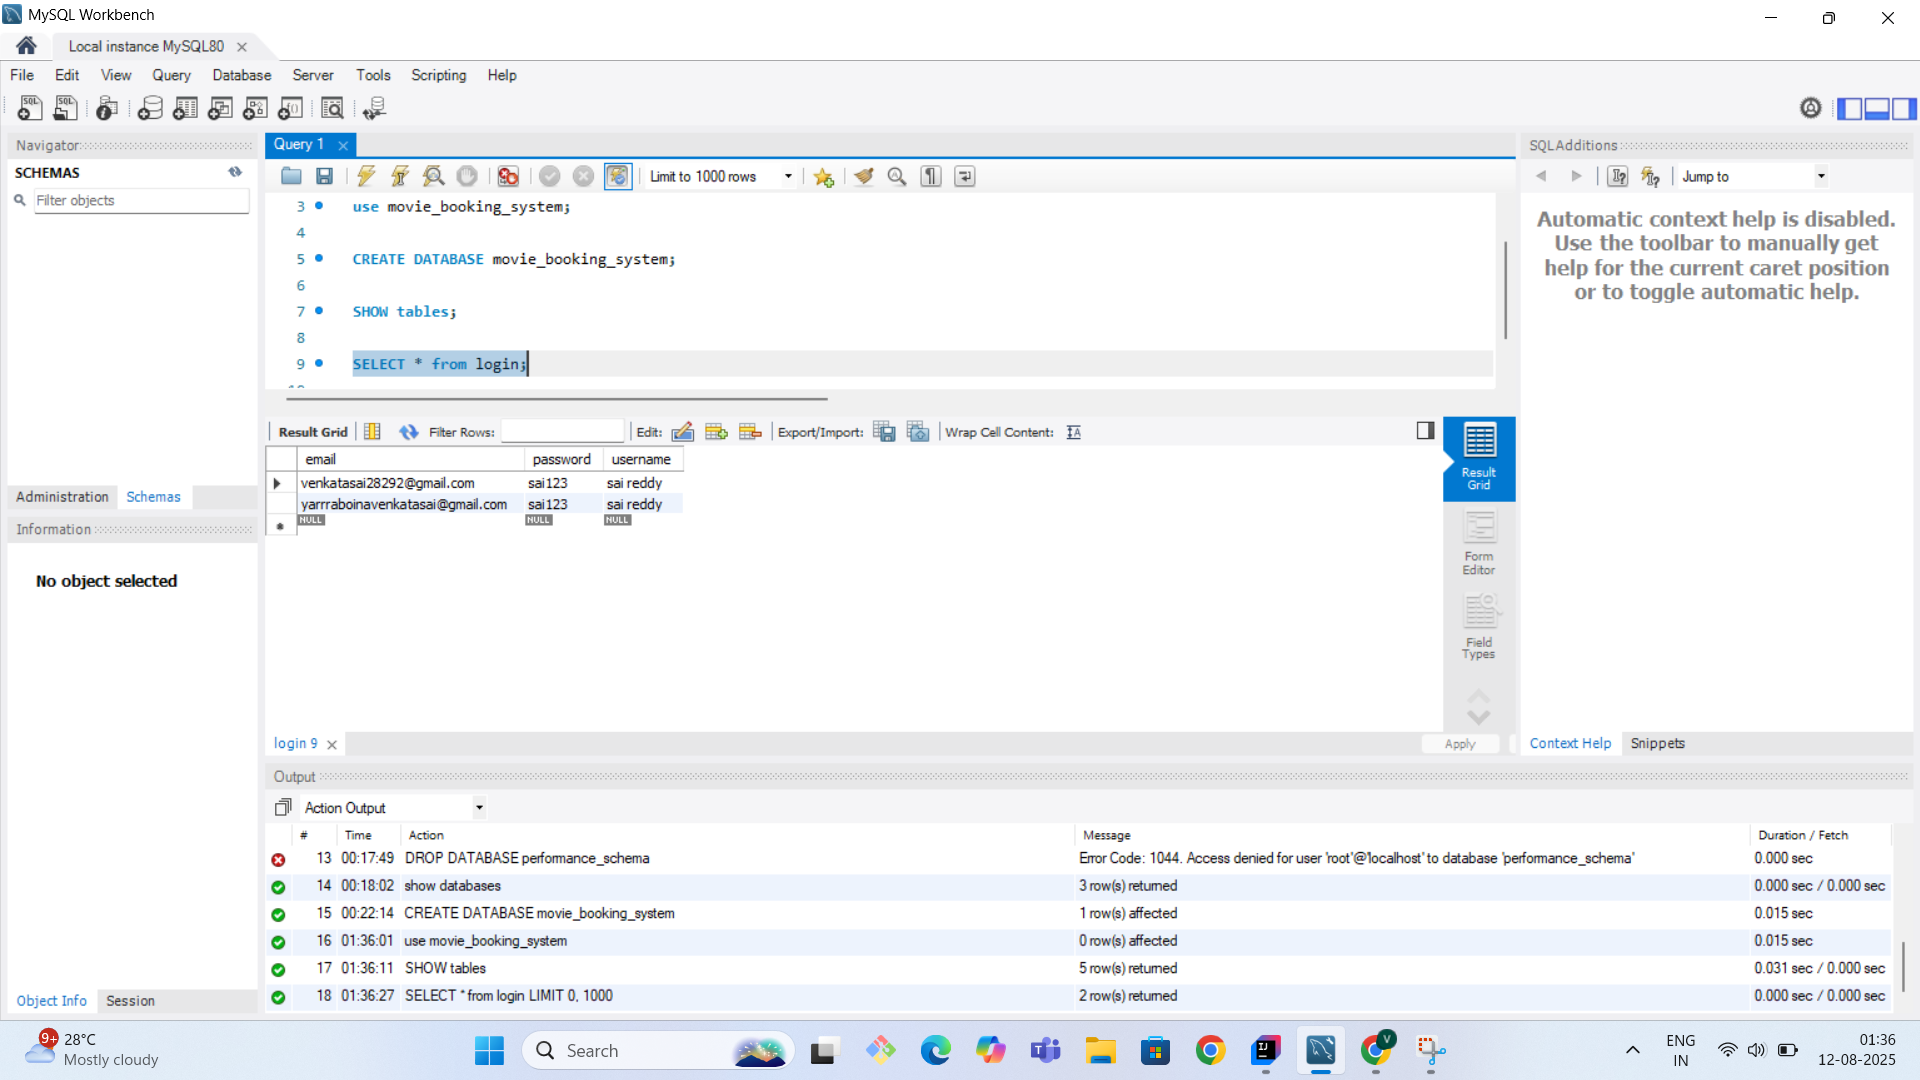 MySQL Workbench
Local instance MySQL80
File Edit View Query Database Server Tools Scripting Help
Navigator
SCHEMAS
Filter objects
Administration Schemas
Information
No object selected
Object Info Session
Query 1
Limit to 1000 rows
3 use movie_booking_system;
4
5 CREATE DATABASE movie_booking_system;
6
7 SHOW tables;
8
9 SELECT * from login;
Result Grid Filter Rows: Edit: Export/Import: Wrap Cell Content:
email password username
venkatasai28292@gmail.com sai123 sai reddy
yarrraboinavenkatasai@gmail.com sai123 sai reddy
NULL NULL NULL
Result
Grid
Form
Editor
Field
Types
login 9
Apply
SQLAdditions
Jump to
Automatic context help is disabled.
Use the toolbar to manually get
help for the current caret position
or to toggle automatic help.
Context Help Snippets
Output
Action Output
# Time Action Message Duration / Fetch
13 00:17:49 DROP DATABASE performance_schema Error Code: 1044. Access denied for user 'root'@'localhost' to database 'performance_schema' 0.000 sec
14 00:18:02 show databases 3 row(s) returned 0.000 sec / 0.000 sec
15 00:22:14 CREATE DATABASE movie_booking_system 1 row(s) affected 0.015 sec
16 01:36:01 use movie_booking_system 0 row(s) affected 0.015 sec
17 01:36:11 SHOW tables 5 row(s) returned 0.031 sec / 0.000 sec
18 01:36:27 SELECT * from login LIMIT 0, 1000 2 row(s) returned 0.000 sec / 0.000 sec
9+
28°C
Mostly cloudy
Search
ENG
IN
01:36
12-08-2025